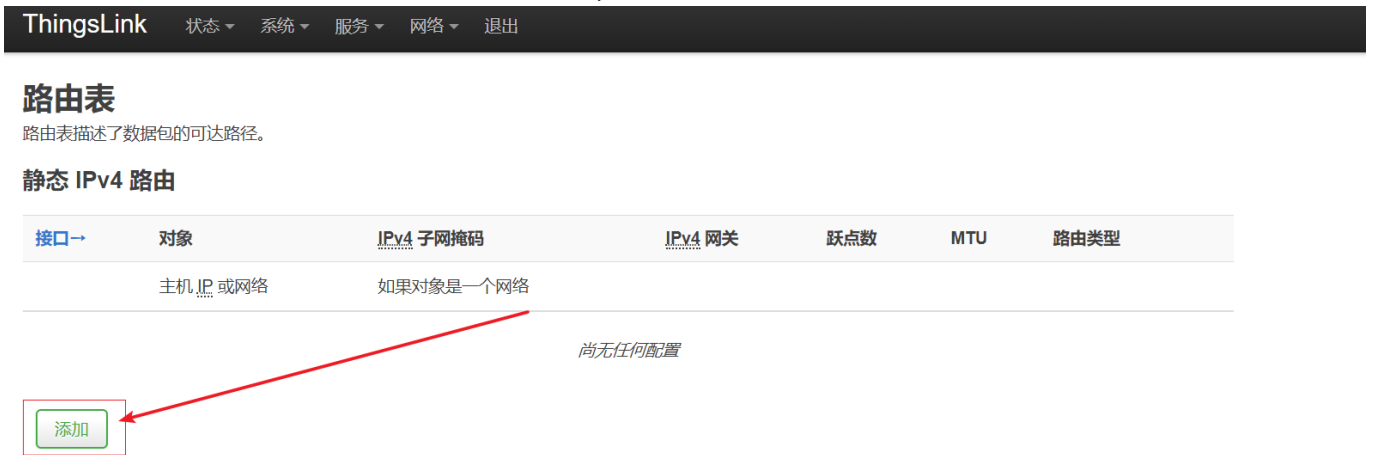 ThingsLink 状态 系统 服务 网络 退出
路由表
路由表描述了数据包的可达路径。
静态 IPv4 路由
接口→ 对象 IPv4 子网掩码 IPv4 网关 跃点数 MTU 路由类型
主机 IP 或网络 如果对象是一个网络
尚无任何配置
添加